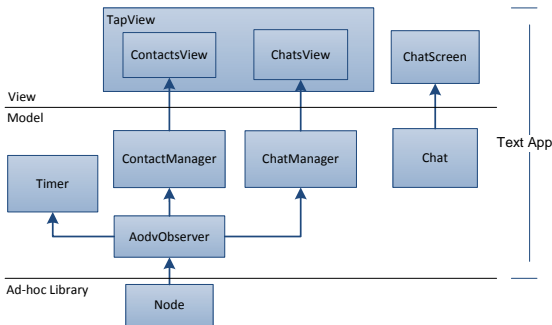 TapView
ContactsView
ChatsView
ChatScreen
View
Model
Text App
ContactManager
ChatManager
Chat
Timer
AodvObserver
Ad-hoc Library
Node